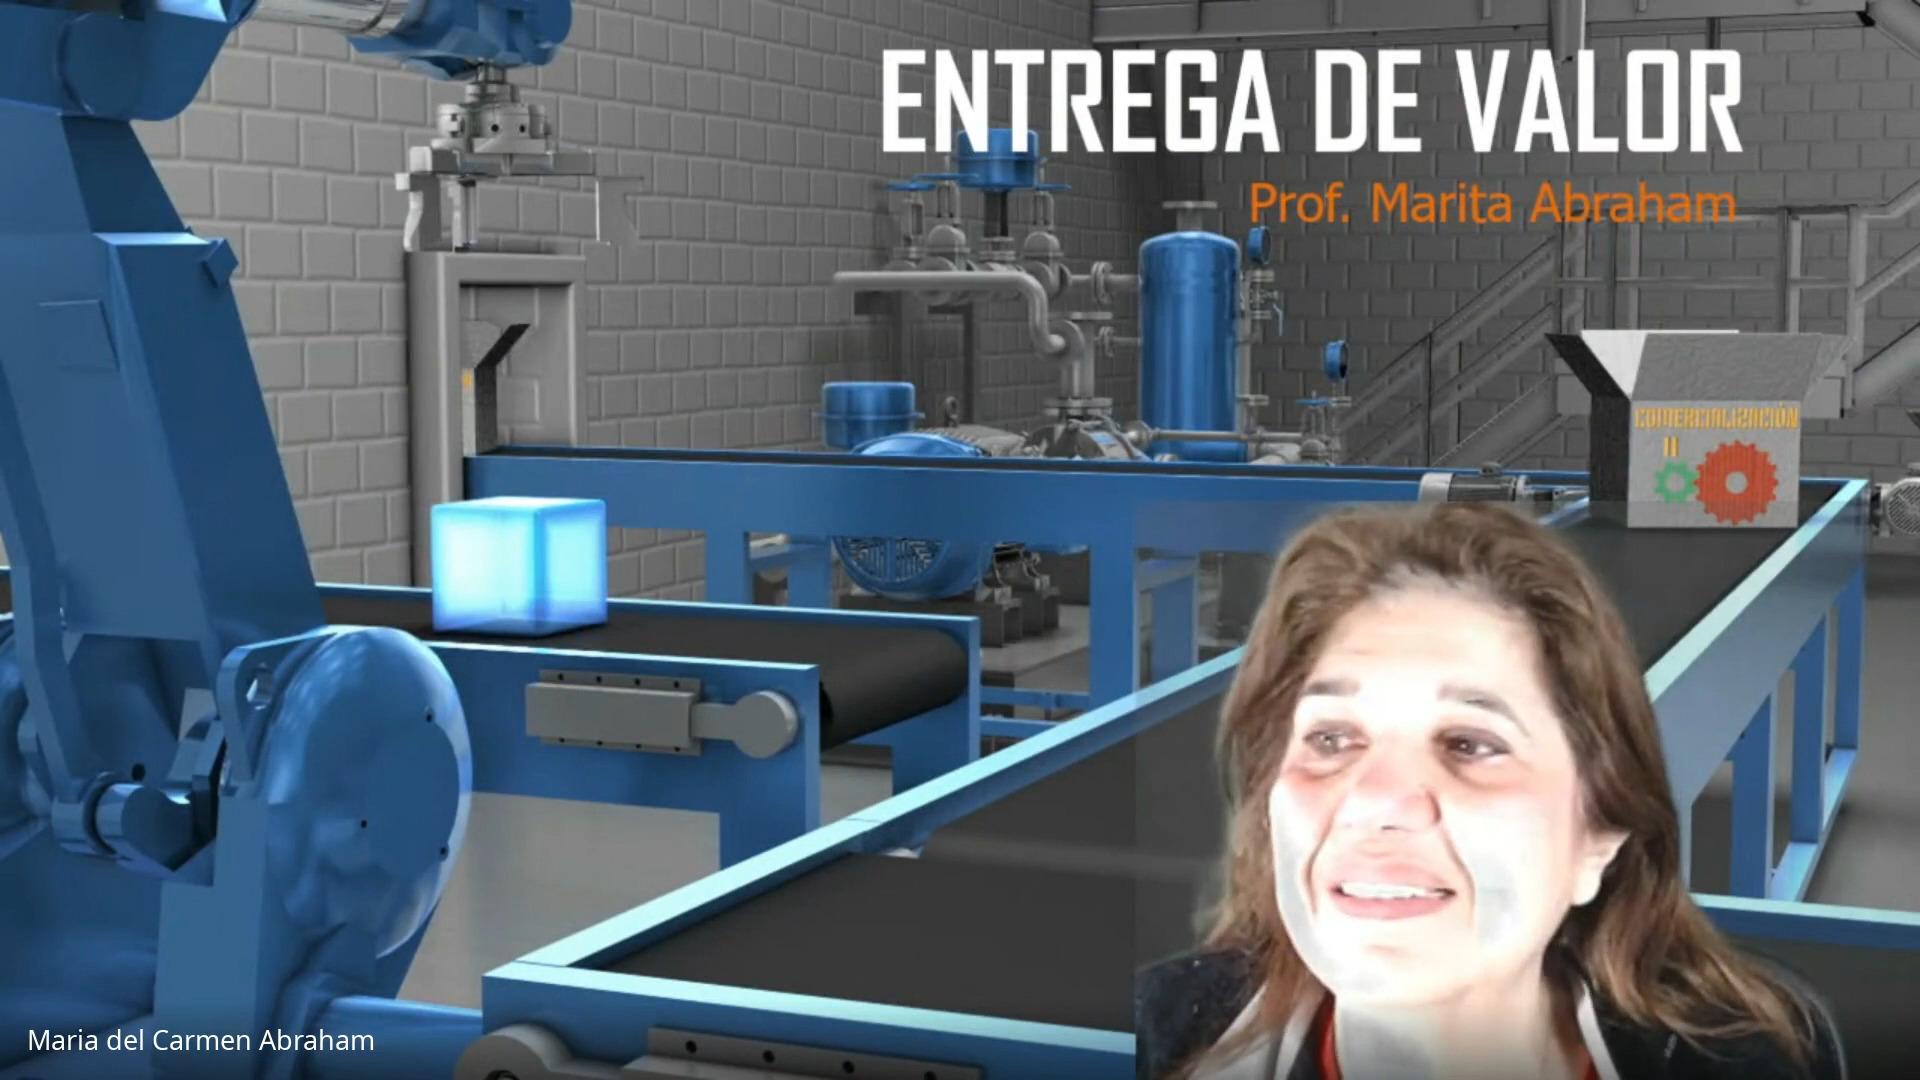 ENTREGA DE VALOR
Prof. Marita Abraham
COMERCIALIZACIÓN
II
Maria del Carmen Abraham